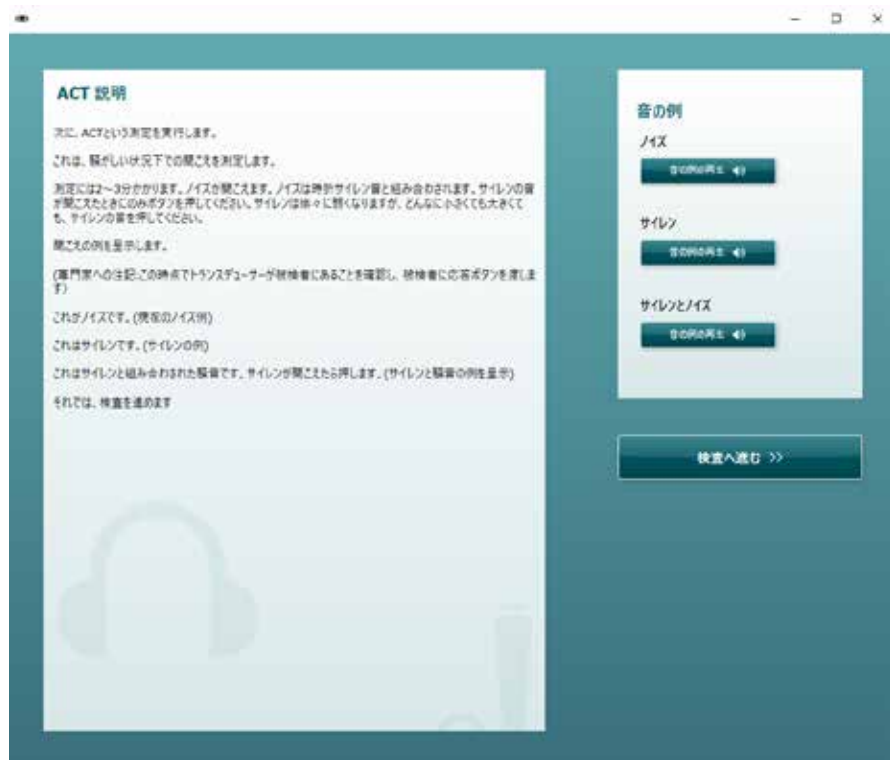 ACT 説明
次に、ACTという測定を実行します。
これは、騒がしい状況下での聞こえを測定します。
測定には2～3分かかります。ノイズが聞こえます。ノイズは時折サイレン音と組み合わされます。サイレンの音
が聞こえたときにのみボタンを押してください。サイレンは徐々に弱くなりますが、どんなに小さくても大きくて
も、サイレンの音を押してください。
聞こえの例を显示します。
(専門家への注記:この時点でトランスデューサーが被検者にあることを確認し、被検者に応答ボタンを渡しま
す)
これがノイズです。(現在のノイズ例)
これはサイレンです。(サイレンの例)
これはサイレンと組み合わされた騒音です。サイレンが聞こえたら押します。(サイレンと騒音の例を显示)
それでは、検査を進めます
音の例
ノイズ
音の例の再生
サイレン
音の例の再生
サイレンとノイズ
音の例の再生
検査へ進む >>